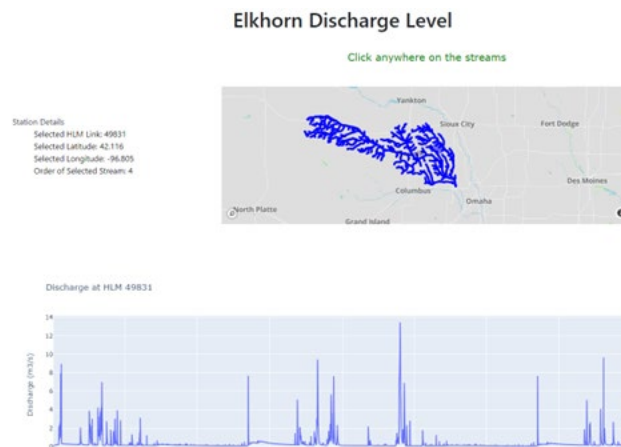 Elkhorn Discharge Level
Click anywhere on the streams
Station Details
Selected HLM Link: 49831
Selected Latitude: 42.116
Selected Longitude: -96.805
Order of Selected Stream: 4
Yankton
Sioux City
Fort Dodge
Des Moines
Columbus
Omaha
North Platte
Grand Island
Discharge at HLM 49831
Discharge (m3/s)
14
12
10
8
6
4
2
0